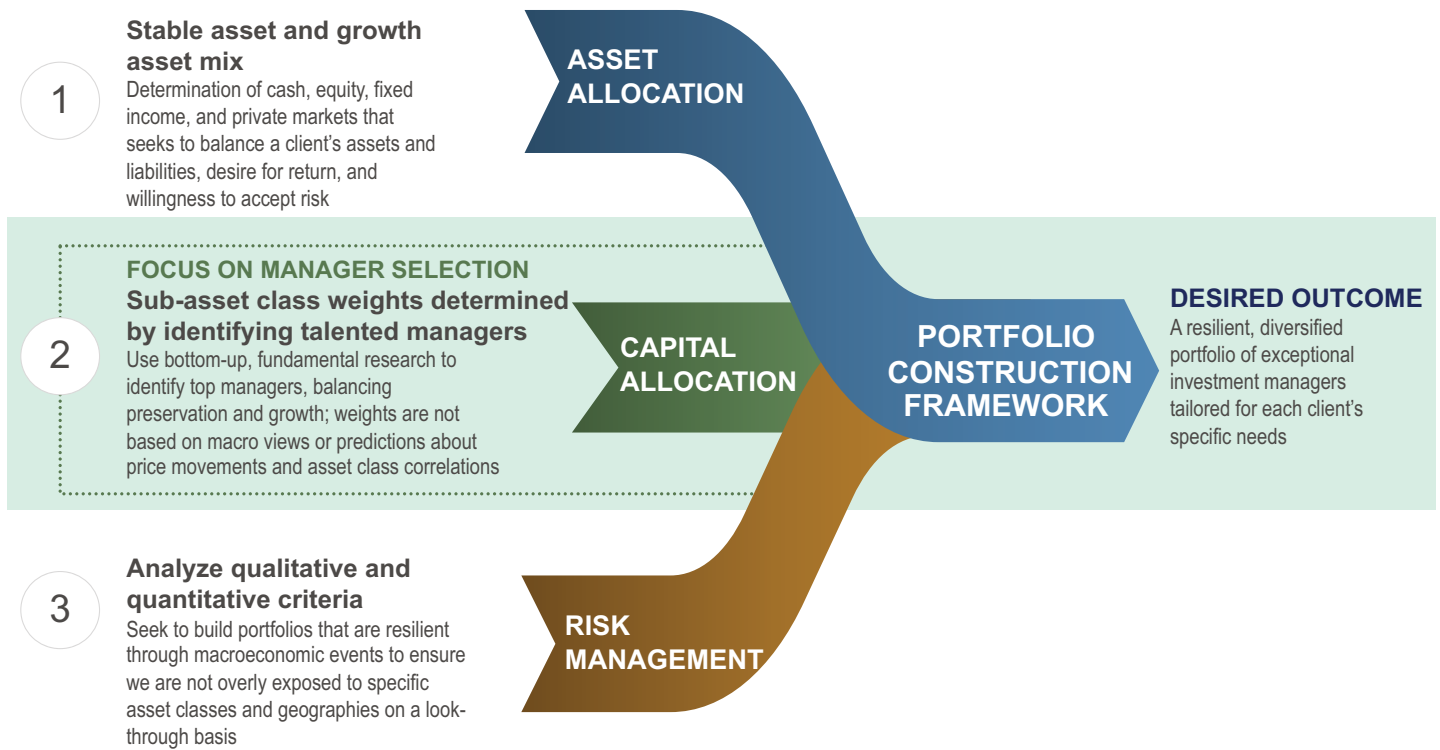 1
Stable asset and growth
asset mix
Determination of cash, equity, fixed
income, and private markets that
seeks to balance a client's assets and
liabilities, desire for return, and
willingness to accept risk
ASSET
ALLOCATION
2
FOCUS ON MANAGER SELECTION
Sub-asset class weights determined
by identifying talented managers
Use bottom-up, fundamental research to
identify top managers, balancing
preservation and growth; weights are not
based on macro views or predictions about
price movements and asset class correlations
CAPITAL
ALLOCATION
PORTFOLIO
CONSTRUCTION
FRAMEWORK
DESIRED OUTCOME
A resilient, diversified
portfolio of exceptional
investment managers
tailored for each client's
specific needs
3
Analyze qualitative and
quantitative criteria
Seek to build portfolios that are resilient
through macroeconomic events to ensure
we are not overly exposed to specific
asset classes and geographies on a look-
through basis
RISK
MANAGEMENT